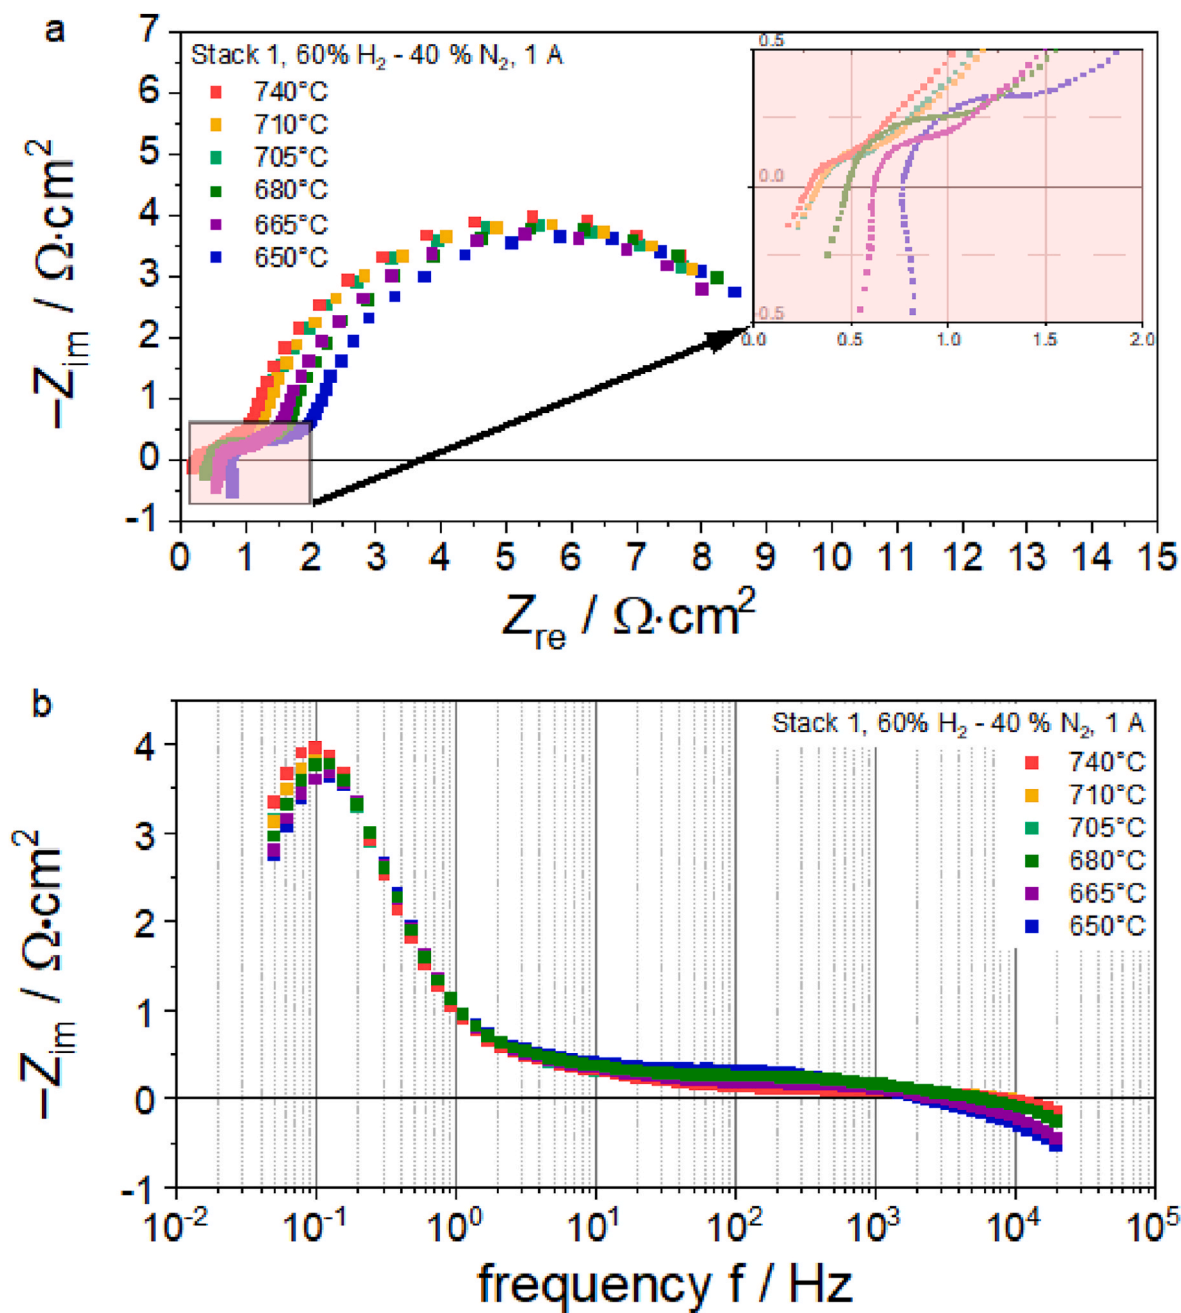 a
Stack 1, 60% H₂ - 40 % N₂, 1 A
740°C
710°C
705°C
680°C
665°C
650°C
7
6
5
4
3
2
1
0
-1
–Z_im / Ω·cm²
0.5
0.0
-0.5
0.0 0.5 1.0 1.5 2.0
0 1 2 3 4 5 6 7 8 9 10 11 12 13 14 15
Z_re / Ω·cm²
b
Stack 1, 60% H₂ - 40 % N₂, 1 A
740°C
710°C
705°C
680°C
665°C
650°C
4
3
2
1
0
-1
–Z_im / Ω·cm²
10⁻² 10⁻¹ 10⁰ 10¹ 10² 10³ 10⁴ 10⁵
frequency f / Hz